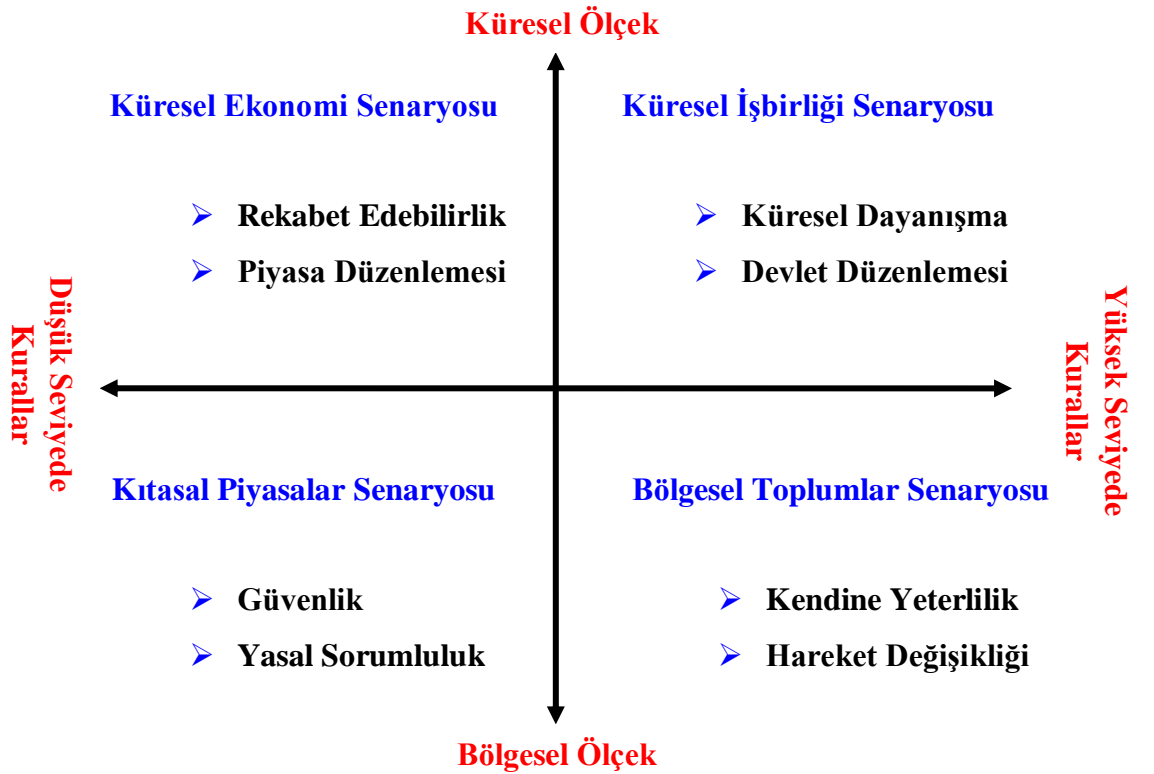 Küresel Ölçek
Küresel Ekonomi Senaryosu
Küresel İşbirliği Senaryosu
Rekabet Edebilirlik
Piyasa Düzenlemesi
Küresel Dayanışma
Devlet Düzenlemesi
Düşük Seviyede
Kurallar
Yüksek Seviyede
Kurallar
Kıtasal Piyasalar Senaryosu
Bölgesel Toplumlar Senaryosu
Güvenlik
Yasal Sorumluluk
Kendine Yeterlilik
Hareket Değişikliği
Bölgesel Ölçek